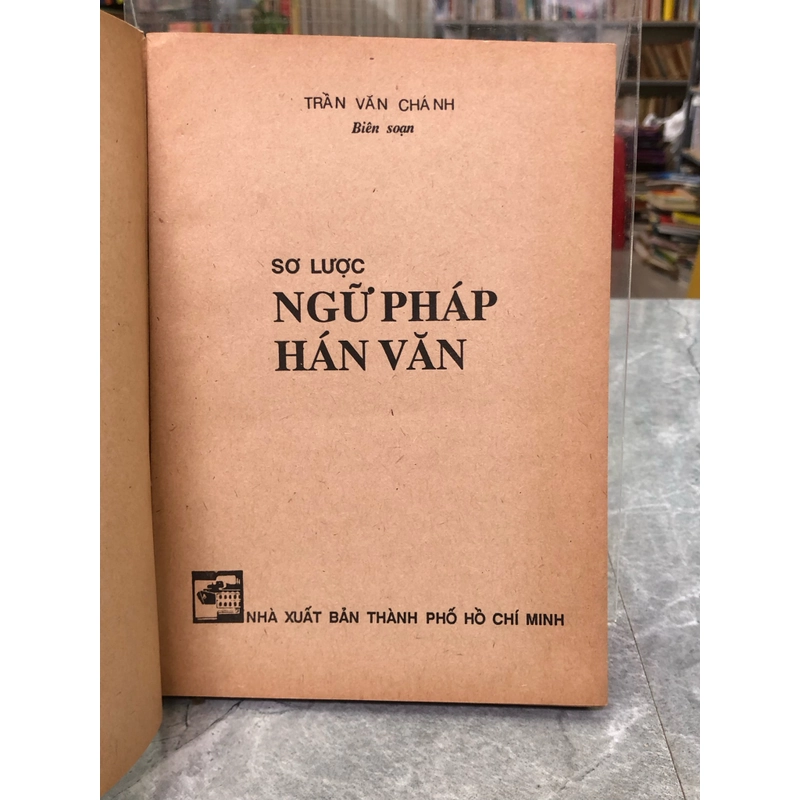 TRẦN VĂN CHÁNH
Biên soạn
SƠ LƯỢC
NGỮ PHÁP
HÁN VĂN
NHÀ XUẤT BẢN THÀNH PHỐ HỒ CHÍ MINH